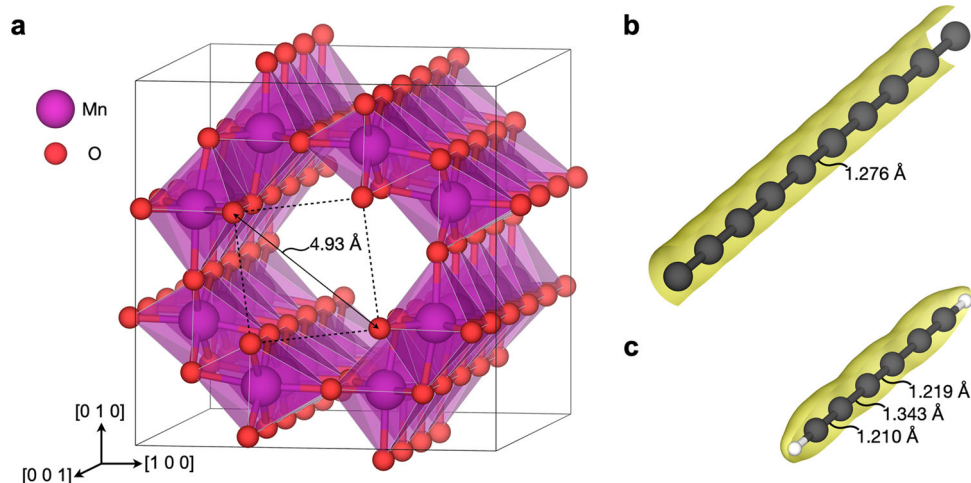 a
Mn
O
4.93 Å
[0 1 0]
[1 0 0]
[0 0 1]
b
1.276 Å
c
1.219 Å
1.343 Å
1.210 Å